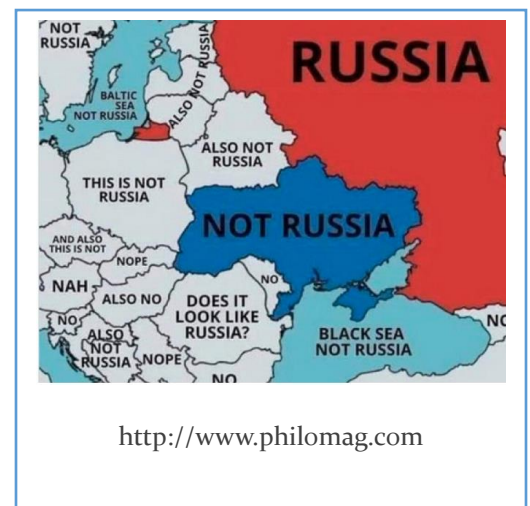 NOT
RUSSIA
RUSSIA
BALTIC
SEA
NOT RUSSIA
ALSO NOT RUSSIA
ALSO NOT
RUSSIA
THIS IS NOT
RUSSIA
NOT RUSSIA
AND ALSO
THIS IS NOT
NOPE
NO
NAH
ALSO NO
DOES IT
LOOK LIKE
RUSSIA?
NO
ALSO
NOT
RUSSIA
NOPE
NO
BLACK SEA
NOT RUSSIA
NO
http://www.philomag.com